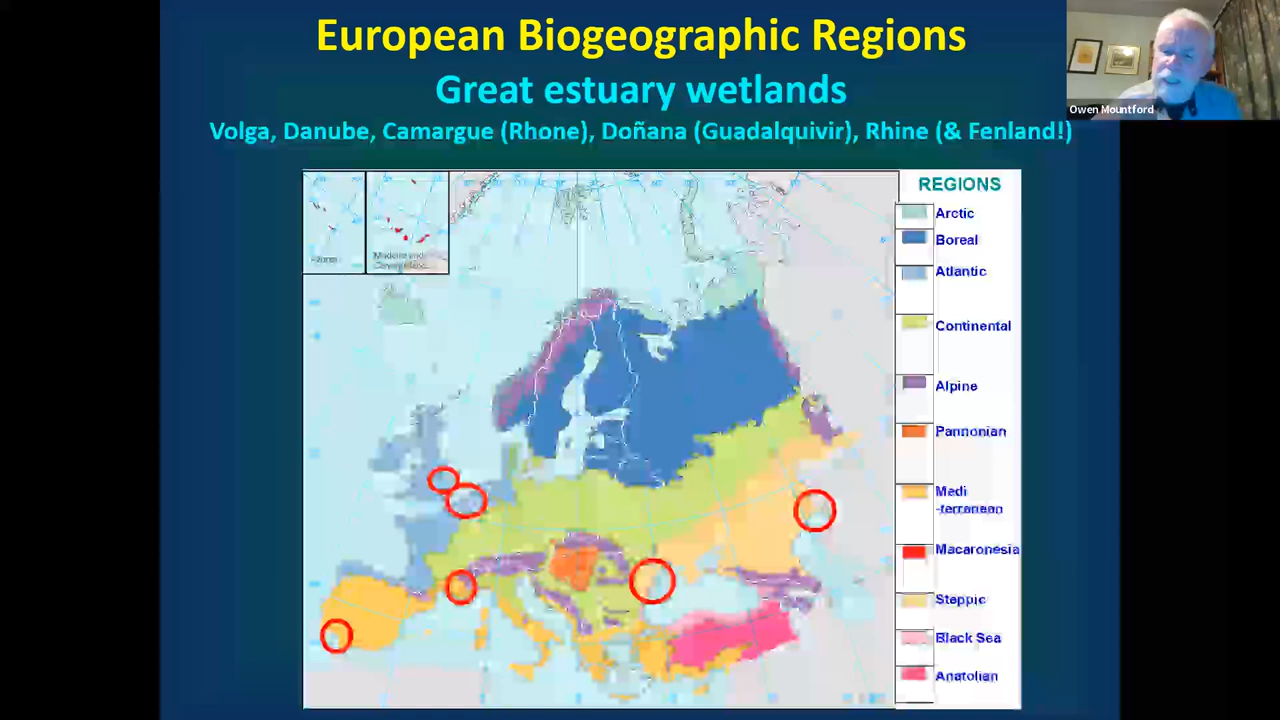 European Biogeographic Regions
Great estuary wetlands
Volga, Danube, Camargue (Rhone), Doñana (Guadalquivir), Rhine (& Fenland!)
Owen Mountford
REGIONS
Arctic
Boreal
Atlantic
Continental
Alpine
Pannonian
Medi
-terranean
Macaronesia
Steppic
Black Sea
Anatolian